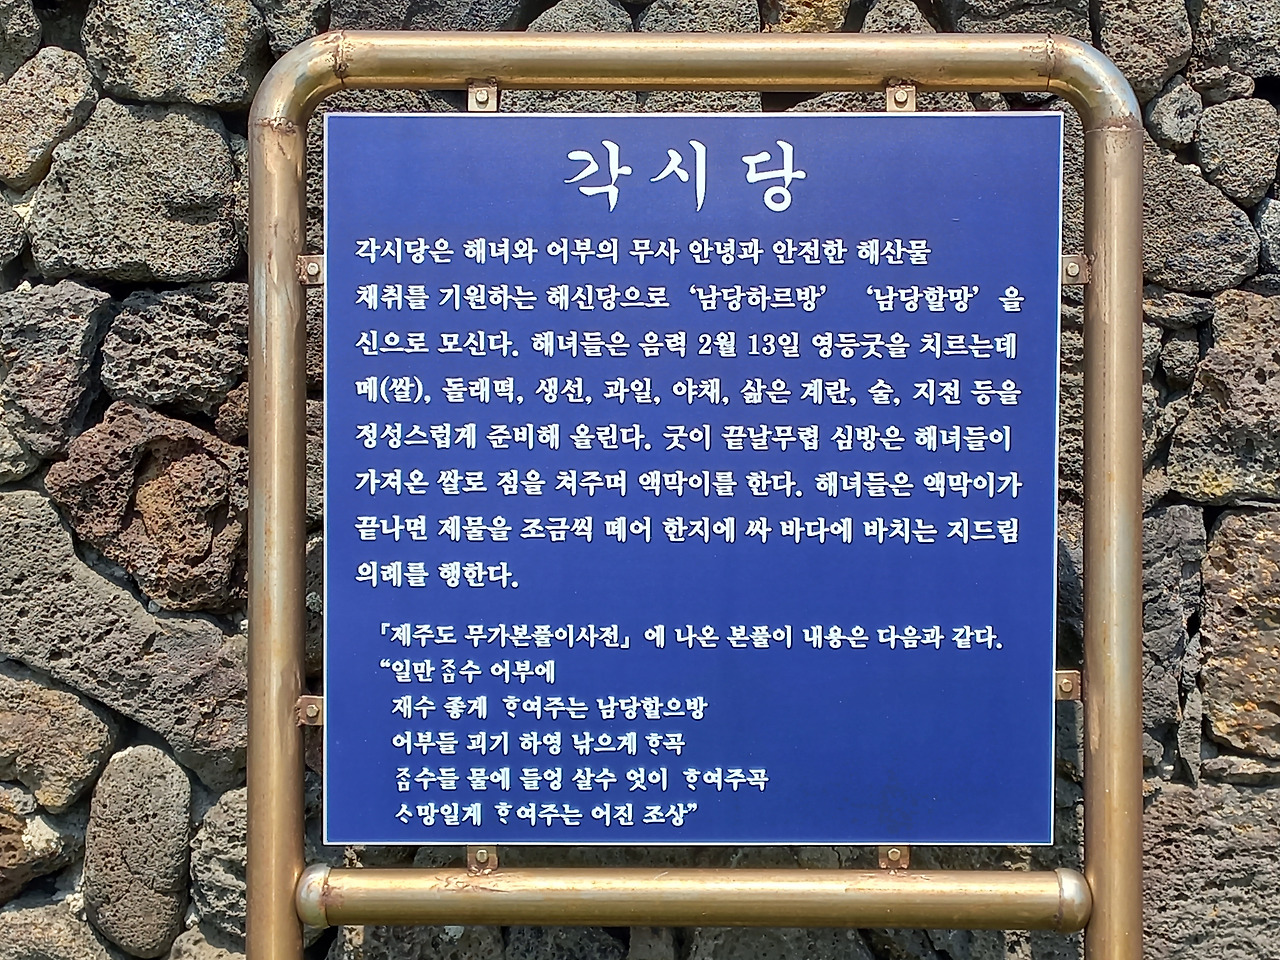 각시당
각시당은 해녀와 어부의 무사 안녕과 안전한 해산물
채취를 기원하는 해신당으로 ‘남당하르방’ ‘남당할망’을
신으로 모신다. 해녀들은 음력 2월 13일 영등굿을 치르는데
메(쌀), 돌래떡, 생선, 과일, 야채, 삶은 계란, 술, 지전 등을
정성스럽게 준비해 올린다. 굿이 끝날무렵 심방은 해녀들이
가져온 쌀로 점을 쳐주며 액막이를 한다. 해녀들은 액막이가
끝나면 제물을 조금씩 떼어 한지에 싸 바다에 바치는 지드림
의례를 행한다.
「제주도 무가본풀이사전」에 나온 본풀이 내용은 다음과 같다.
“일만 ᄌᆞᆷ수 어부에
재수 좋게 ᄒᆞ여주는 남당할으방
어부들 괴기 하영 낚으게 ᄒᆞ곡
ᄌᆞᆷ수들 물에 들엉 살수 엇이 ᄒᆞ여주곡
ᄉᆞ망일게 ᄒᆞ여주는 어진 조상”